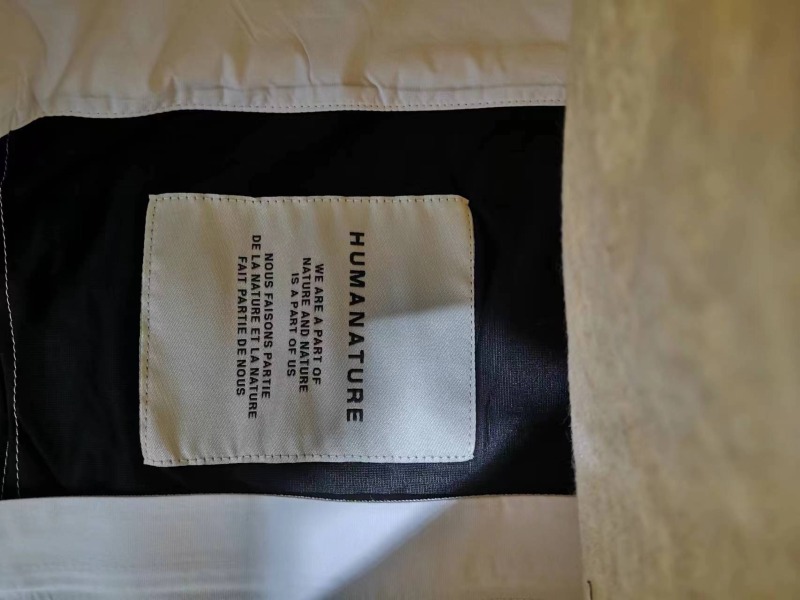 HUMANATURE
WE ARE A PART OF
NATURE AND NATURE
IS A PART OF US
NOUS FAISONS PARTIE
DE LA NATURE ET LA NATURE
FAIT PARTIE DE NOUS